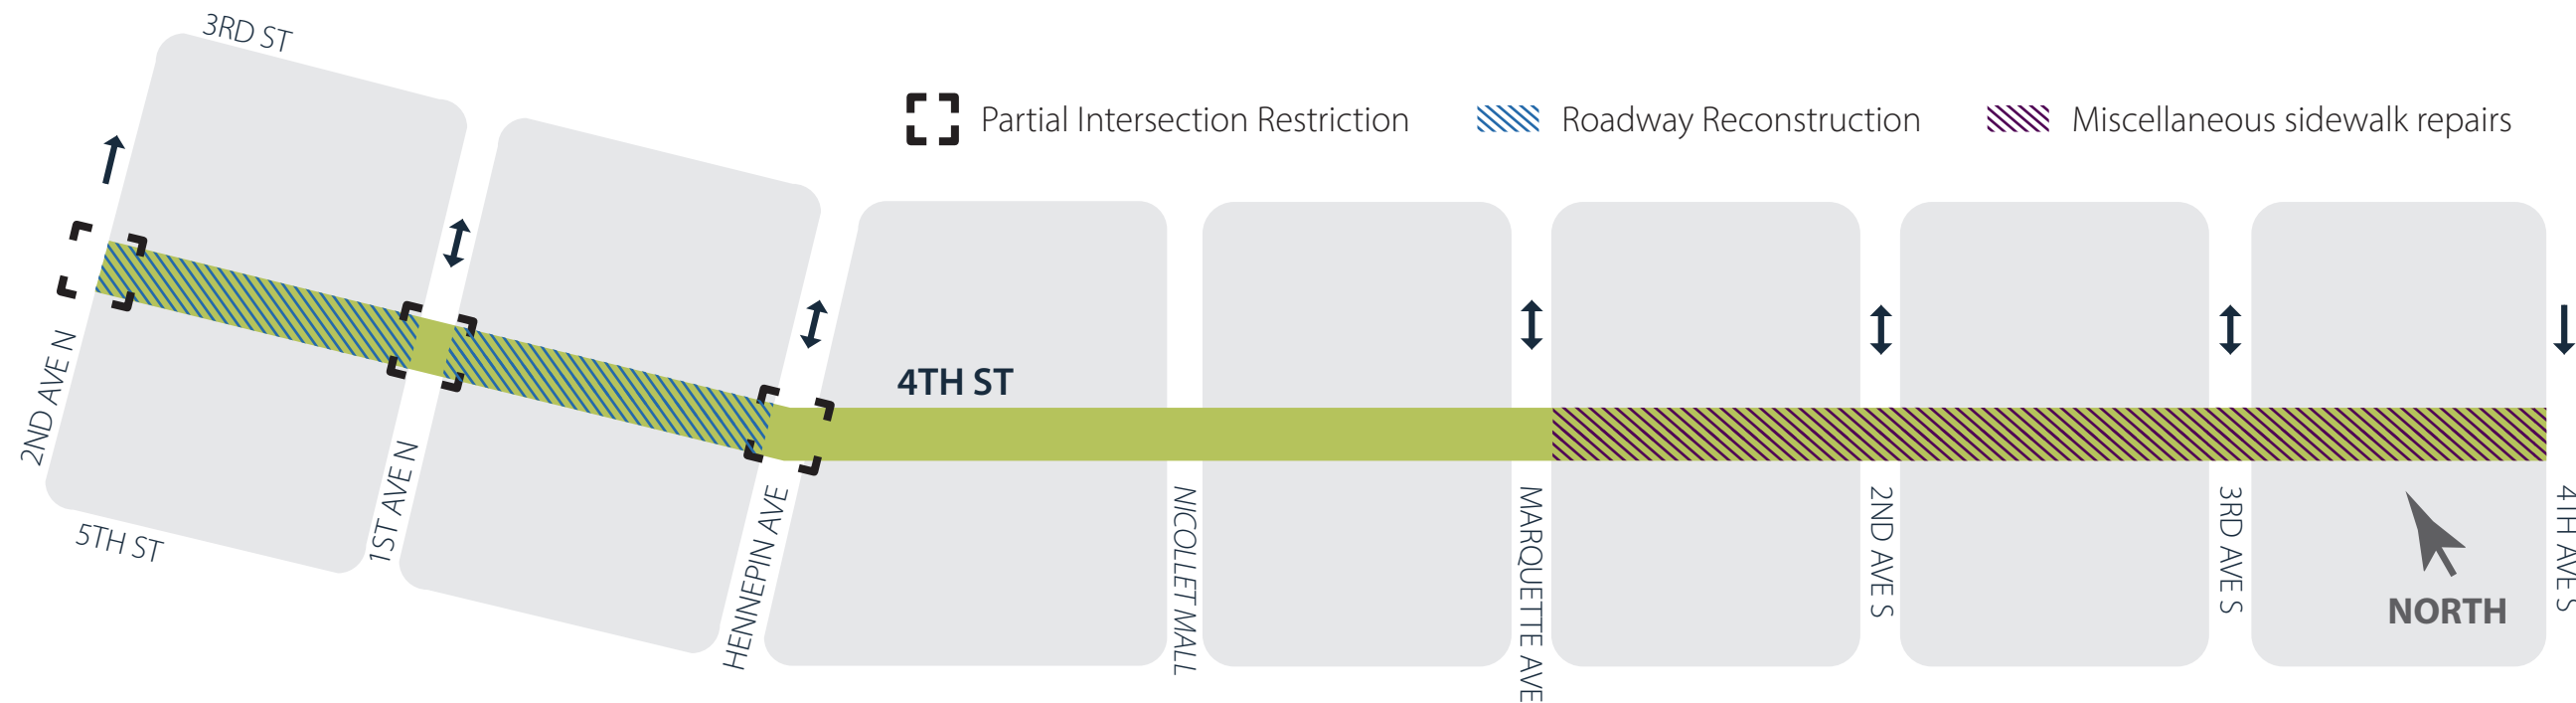 3RD ST
Partial Intersection Restriction
Roadway Reconstruction
Miscellaneous sidewalk repairs
4TH ST
2ND AVE N
1ST AVE N
HENNEPIN AVE
NICOLLET MALL
MARQUETTE AVE
2ND AVE S
3RD AVE S
4TH AVE S
5TH ST
NORTH